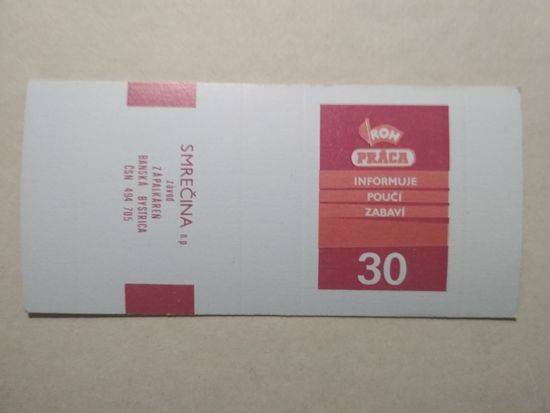 SMREČINA n.p.
závod
ZÁPALKÁREŇ
BANSKÁ BYSTRICA
ČSN 494 705
ROH
PRÁCA
INFORMUJE
POUČÍ
ZABAVÍ
30